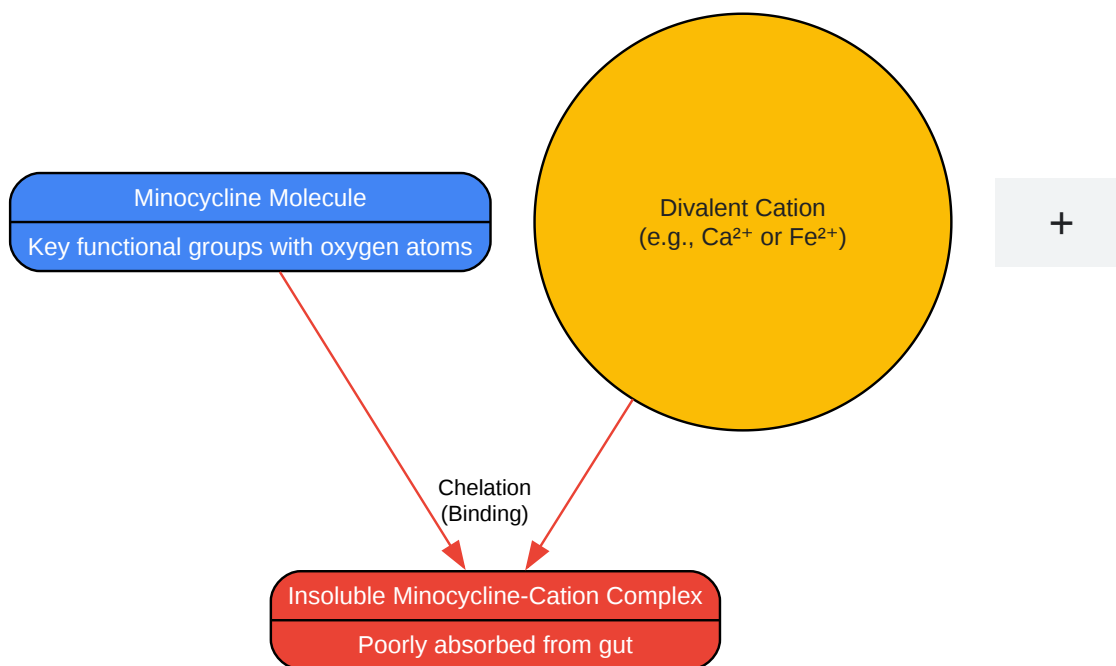 Minocycline Molecule
Key functional groups with oxygen atoms
Divalent Cation
(e.g., Ca²⁺ or Fe²⁺)
+
Chelation
(Binding)
Insoluble Minocycline-Cation Complex
Poorly absorbed from gut